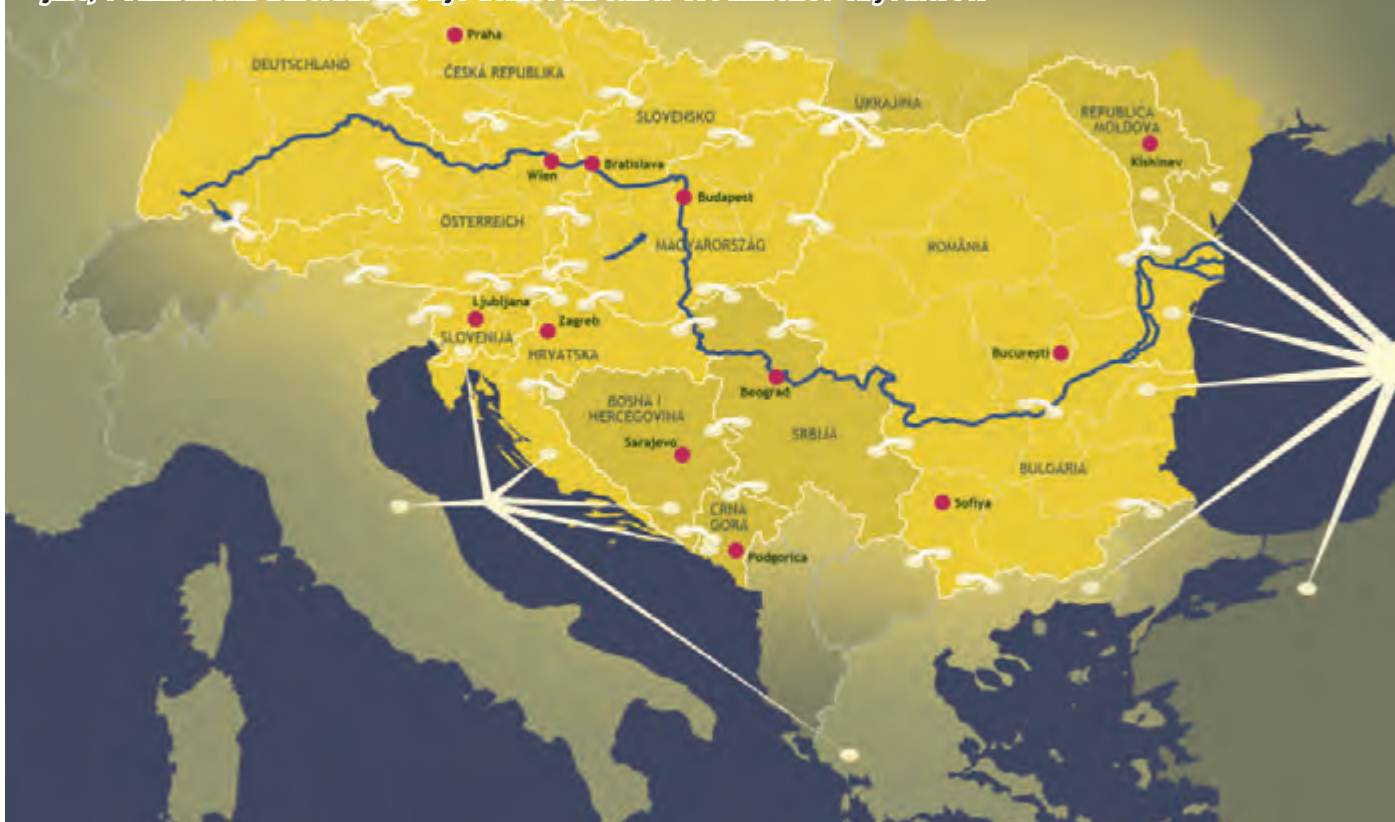 Praha
DEUTSCHLAND
ČESKÁ REPUBLIKA
UKRAJINA
SLOVENSKO
REPUBLICA
MOLDOVA
Kishinev
Wien
Bratislava
Budapest
ÖSTERREICH
MAGYARORSZÁG
ROMÂNIA
Ljubljana
SLOVENIJA
Zagreb
HRVATSKA
Bucureşti
Beograd
BOSNA I
HERCEGOVINA
SRBIJA
Sarajevo
BULGARIA
CRNA
GORA
Sofiya
Podgorica